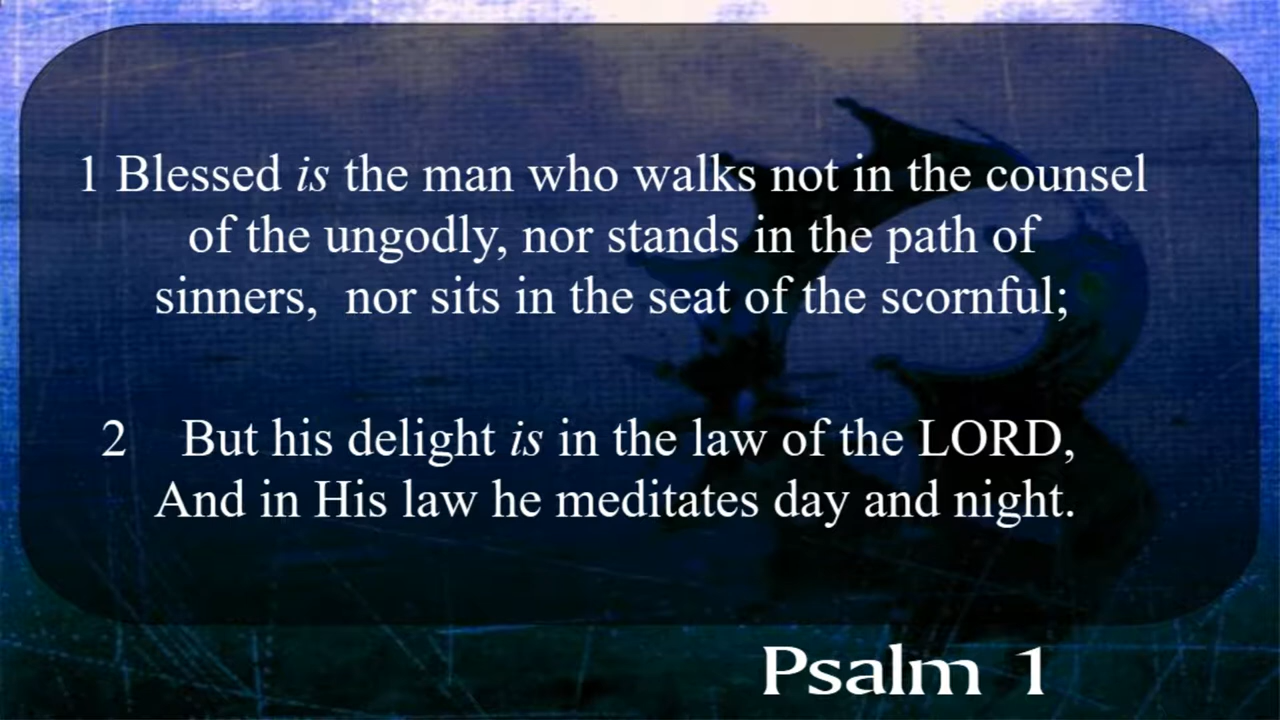 1 Blessed is the man who walks not in the counsel
of the ungodly, nor stands in the path of
sinners,  nor sits in the seat of the scornful;
2    But his delight is in the law of the LORD,
And in His law he meditates day and night.
Psalm 1